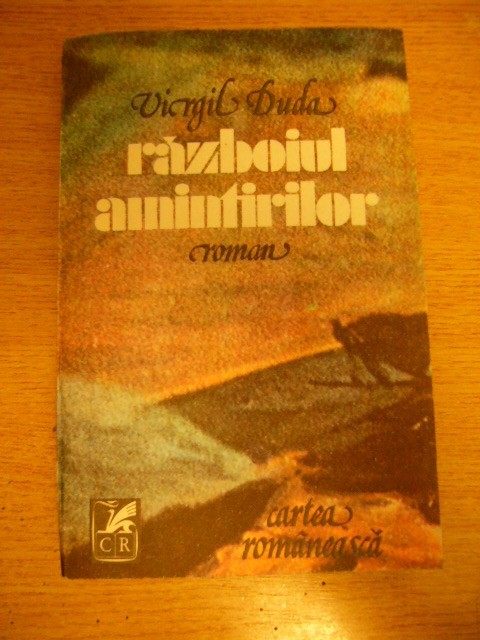 Virgil Duda
războiul
amintirilor
roman
cartea
românească
CR